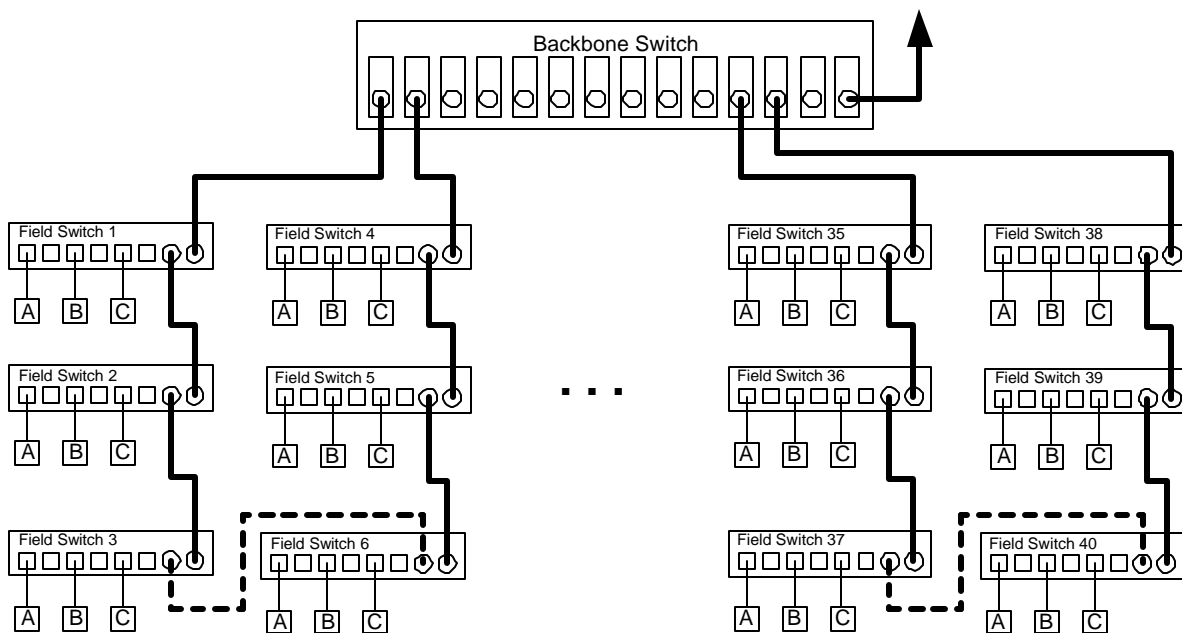 Backbone Switch
Field Switch 1
Field Switch 4
Field Switch 35
Field Switch 38
A B C
A B C
A B C
A B C
Field Switch 2
Field Switch 5
. . .
Field Switch 36
Field Switch 39
A B C
A B C
A B C
A B C
Field Switch 3
Field Switch 6
Field Switch 37
Field Switch 40
A B C
A B C
A B C
A B C